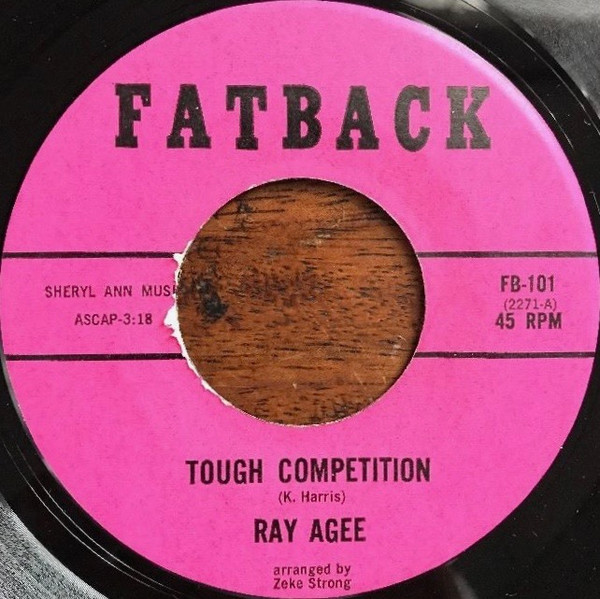 FATBACK
SHERYL ANN
ASCAP-3:18
FB-101
(2271-A)
45 RPM
TOUGH COMPETITION
(K. Harris)
RAY AGEE
arranged by
Zeke Strong